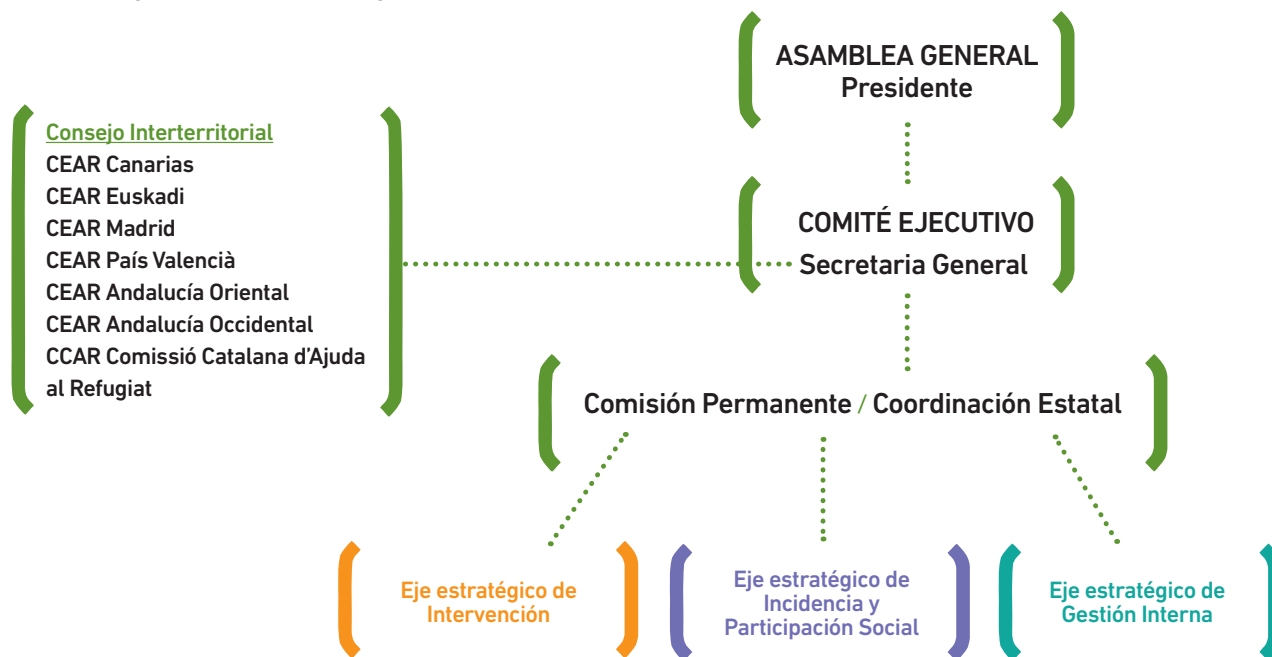 ASAMBLEA GENERAL
Presidente
Consejo Interterritorial
CEAR Canarias
CEAR Euskadi
CEAR Madrid
CEAR País Valencià
CEAR Andalucía Oriental
CEAR Andalucía Occidental
CCAR Comissió Catalana d'Ajuda
al Refugiat
COMITÉ EJECUTIVO
Secretaria General
Comisión Permanente / Coordinación Estatal
Eje estratégico de
Intervención
Eje estratégico de
Incidencia y
Participación Social
Eje estratégico de
Gestión Interna